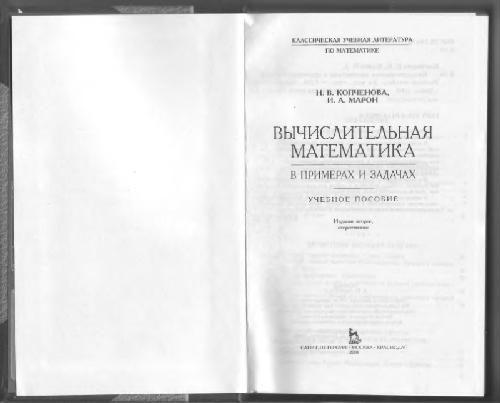 КЛАССИЧЕСКАЯ УЧЕБНАЯ ЛИТЕРАТУРА
ПО МАТЕМАТИКЕ
Н. В. КОПЧЕНОВА,
И. А. МАРОН
ВЫЧИСЛИТЕЛЬНАЯ
МАТЕМАТИКА
В ПРИМЕРАХ И ЗАДАЧАХ
УЧЕБНОЕ ПОСОБИЕ
Издание второе,
стереотипное
САНКТ-ПЕТЕРБУРГ • МОСКВА • КРАСНОДАР